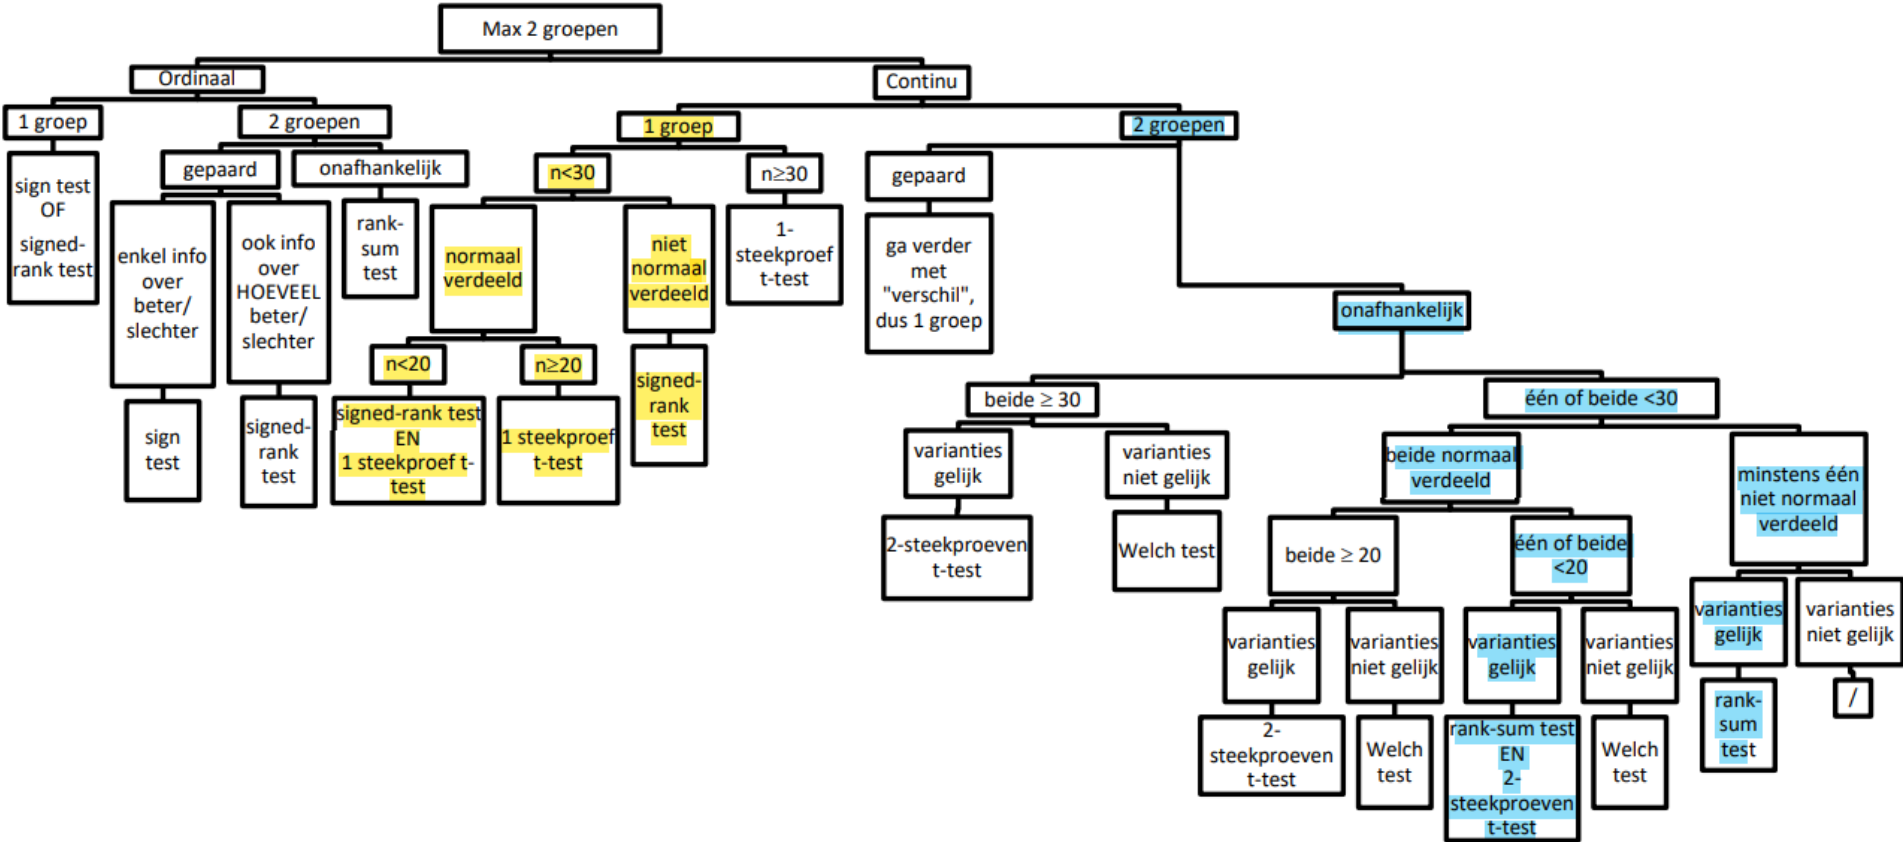 Max 2 groepen
Ordinaal
Continu
1 groep
2 groepen
1 groep
2 groepen
sign test
OF
signed-
rank test
gepaard
onafhankelijk
enkel info
over
beter/
slechter
sign
test
ook info
over
HOEVEEL
beter/
slechter
signed-
rank
test
rank-
sum
test
n<30
n≥30
normaal
verdeeld
niet
normaal
verdeeld
1-
steekproef
t-test
n<20
n≥20
signed-rank test
EN
1 steekproef t-
test
1 steekproef
t-test
signed-
rank
test
gepaard
ga verder
met
"verschil",
dus 1 groep
onafhankelijk
beide ≥ 30
één of beide <30
varianties
gelijk
varianties
niet gelijk
2-steekproeven
t-test
Welch test
beide normaal
verdeeld
minstens één
niet normaal
verdeeld
beide ≥ 20
één of beide
<20
varianties
gelijk
varianties
niet gelijk
varianties
gelijk
varianties
niet gelijk
varianties
gelijk
varianties
niet gelijk
2-
steekproeven
t-test
Welch
test
rank-sum test
EN
2-
steekproeven
t-test
Welch
test
rank-
sum
test
/